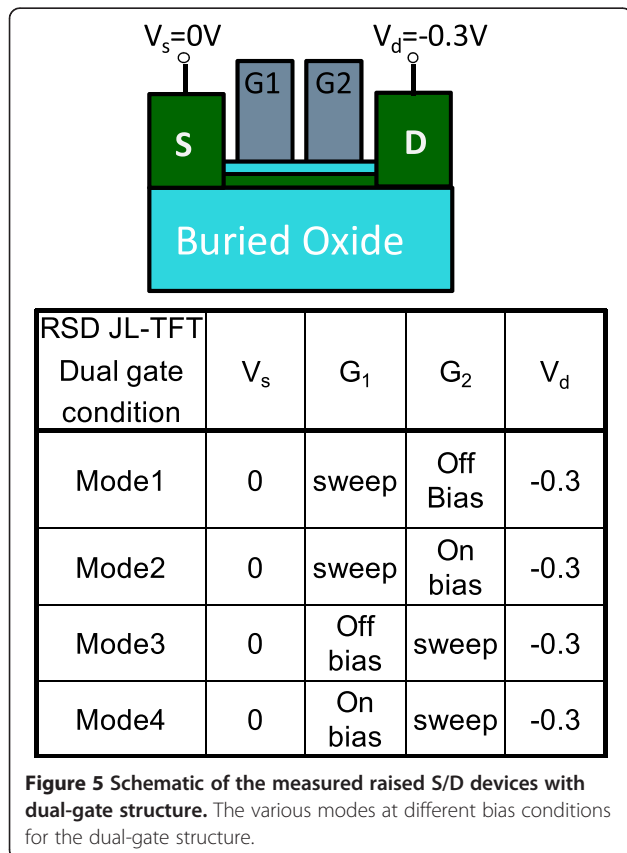 Vs=0V Vd=-0.3V
G1 G2
S D
Buried Oxide
RSD JL-TFT Dual gate condition Vs G1 G2 Vd
Mode1 0 sweep Off Bias -0.3
Mode2 0 sweep On bias -0.3
Mode3 0 Off bias sweep -0.3
Mode4 0 On bias sweep -0.3
Figure 5 Schematic of the measured raised S/D devices with
dual-gate structure. The various modes at different bias conditions
for the dual-gate structure.